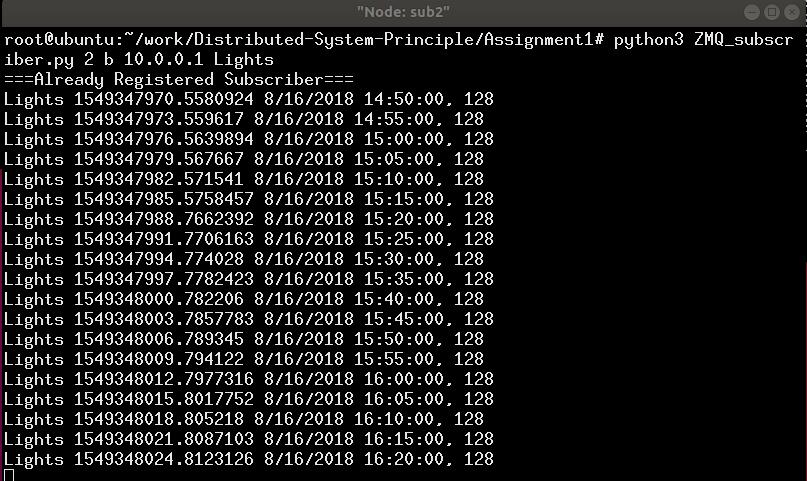 "Node: sub2"
root@ubuntu:~/work/Distributed-System-Principle/Assignment1# python3 ZMQ_subscr
iber.py 2 b 10.0.0.1 Lights
===Already Registered Subscriber===
Lights 1549347970.5580924 8/16/2018 14:50:00, 128
Lights 1549347973.559617 8/16/2018 14:55:00, 128
Lights 1549347976.5639894 8/16/2018 15:00:00, 128
Lights 1549347979.567667 8/16/2018 15:05:00, 128
Lights 1549347982.571541 8/16/2018 15:10:00, 128
Lights 1549347985.5758457 8/16/2018 15:15:00, 128
Lights 1549347988.7662392 8/16/2018 15:20:00, 128
Lights 1549347991.7706163 8/16/2018 15:25:00, 128
Lights 1549347994.774028 8/16/2018 15:30:00, 128
Lights 1549347997.7782423 8/16/2018 15:35:00, 128
Lights 1549348000.782206 8/16/2018 15:40:00, 128
Lights 1549348003.7857783 8/16/2018 15:45:00, 128
Lights 1549348006.789345 8/16/2018 15:50:00, 128
Lights 1549348009.794122 8/16/2018 15:55:00, 128
Lights 1549348012.7977316 8/16/2018 16:00:00, 128
Lights 1549348015.8017752 8/16/2018 16:05:00, 128
Lights 1549348018.805218 8/16/2018 16:10:00, 128
Lights 1549348021.8087103 8/16/2018 16:15:00, 128
Lights 1549348024.8123126 8/16/2018 16:20:00, 128